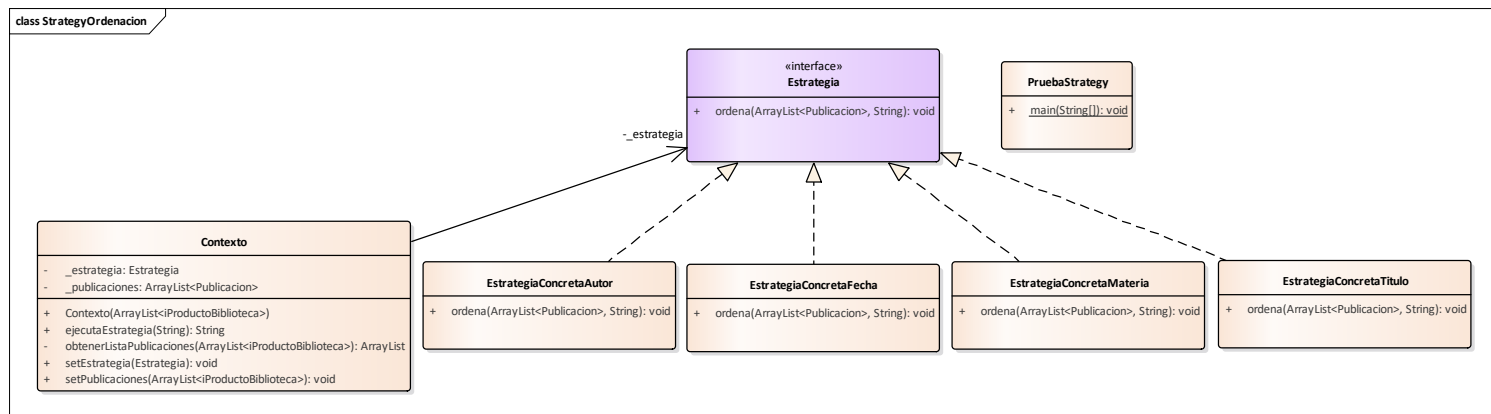 class StrategyOrdenacion
«interface»
Estrategia
+ ordena(ArrayList<Publicacion>, String): void
PruebaStrategy
+ main(String[]): void
-_estrategia
Contexto
- _estrategia: Estrategia
- _publicaciones: ArrayList<Publicacion>
+ Contexto(ArrayList<iProductoBiblioteca>)
+ ejecutaEstrategia(String): String
- obtenerListaPublicaciones(ArrayList<iProductoBiblioteca>): ArrayList
+ setEstrategia(Estrategia): void
+ setPublicaciones(ArrayList<iProductoBiblioteca>): void
EstrategiaConcretaAutor
+ ordena(ArrayList<Publicacion>, String): void
EstrategiaConcretaFecha
+ ordena(ArrayList<Publicacion>, String): void
EstrategiaConcretaMateria
+ ordena(ArrayList<Publicacion>, String): void
EstrategiaConcretaTitulo
+ ordena(ArrayList<Publicacion>, String): void